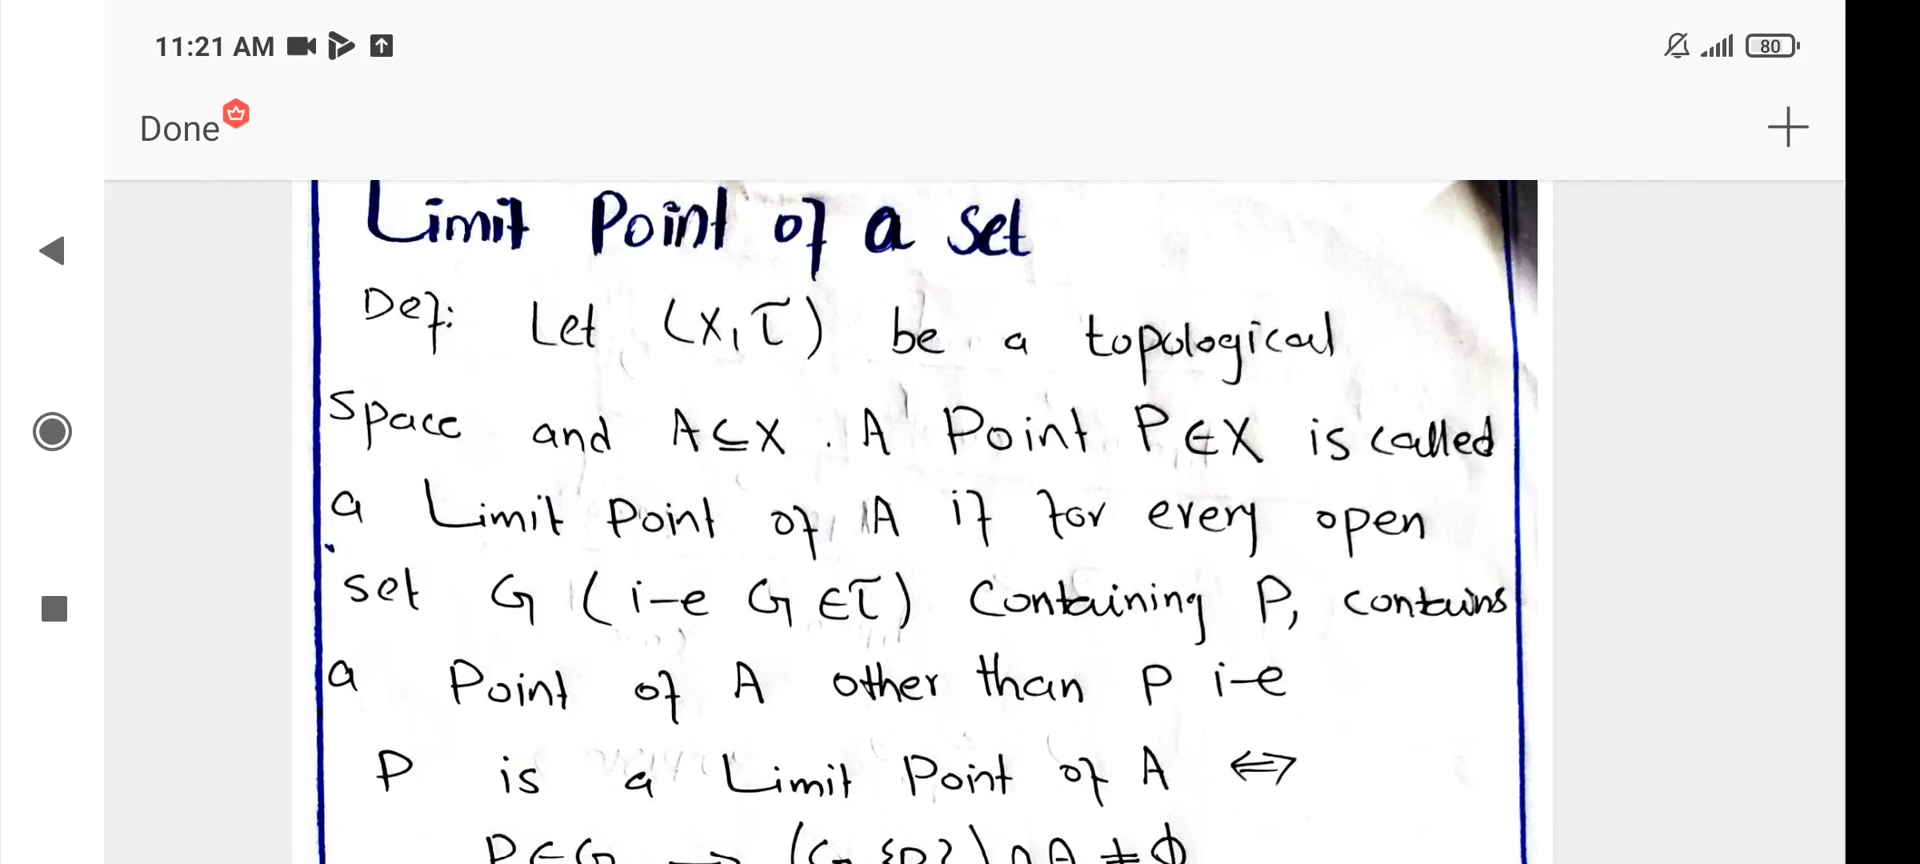 11:21 AM
80
Done
Limit Point of a set
Def: Let (X, τ) be a topological
space and A ⊆ X . A Point P ∈ X is called
a Limit Point of A if for every open
set G ( i-e G ∈ τ ) Containing P, contains
a Point of A other than P i-e
P is a Limit Point of A ⇔
P ∈ G → (G \ {P}) ∩ A ≠ φ